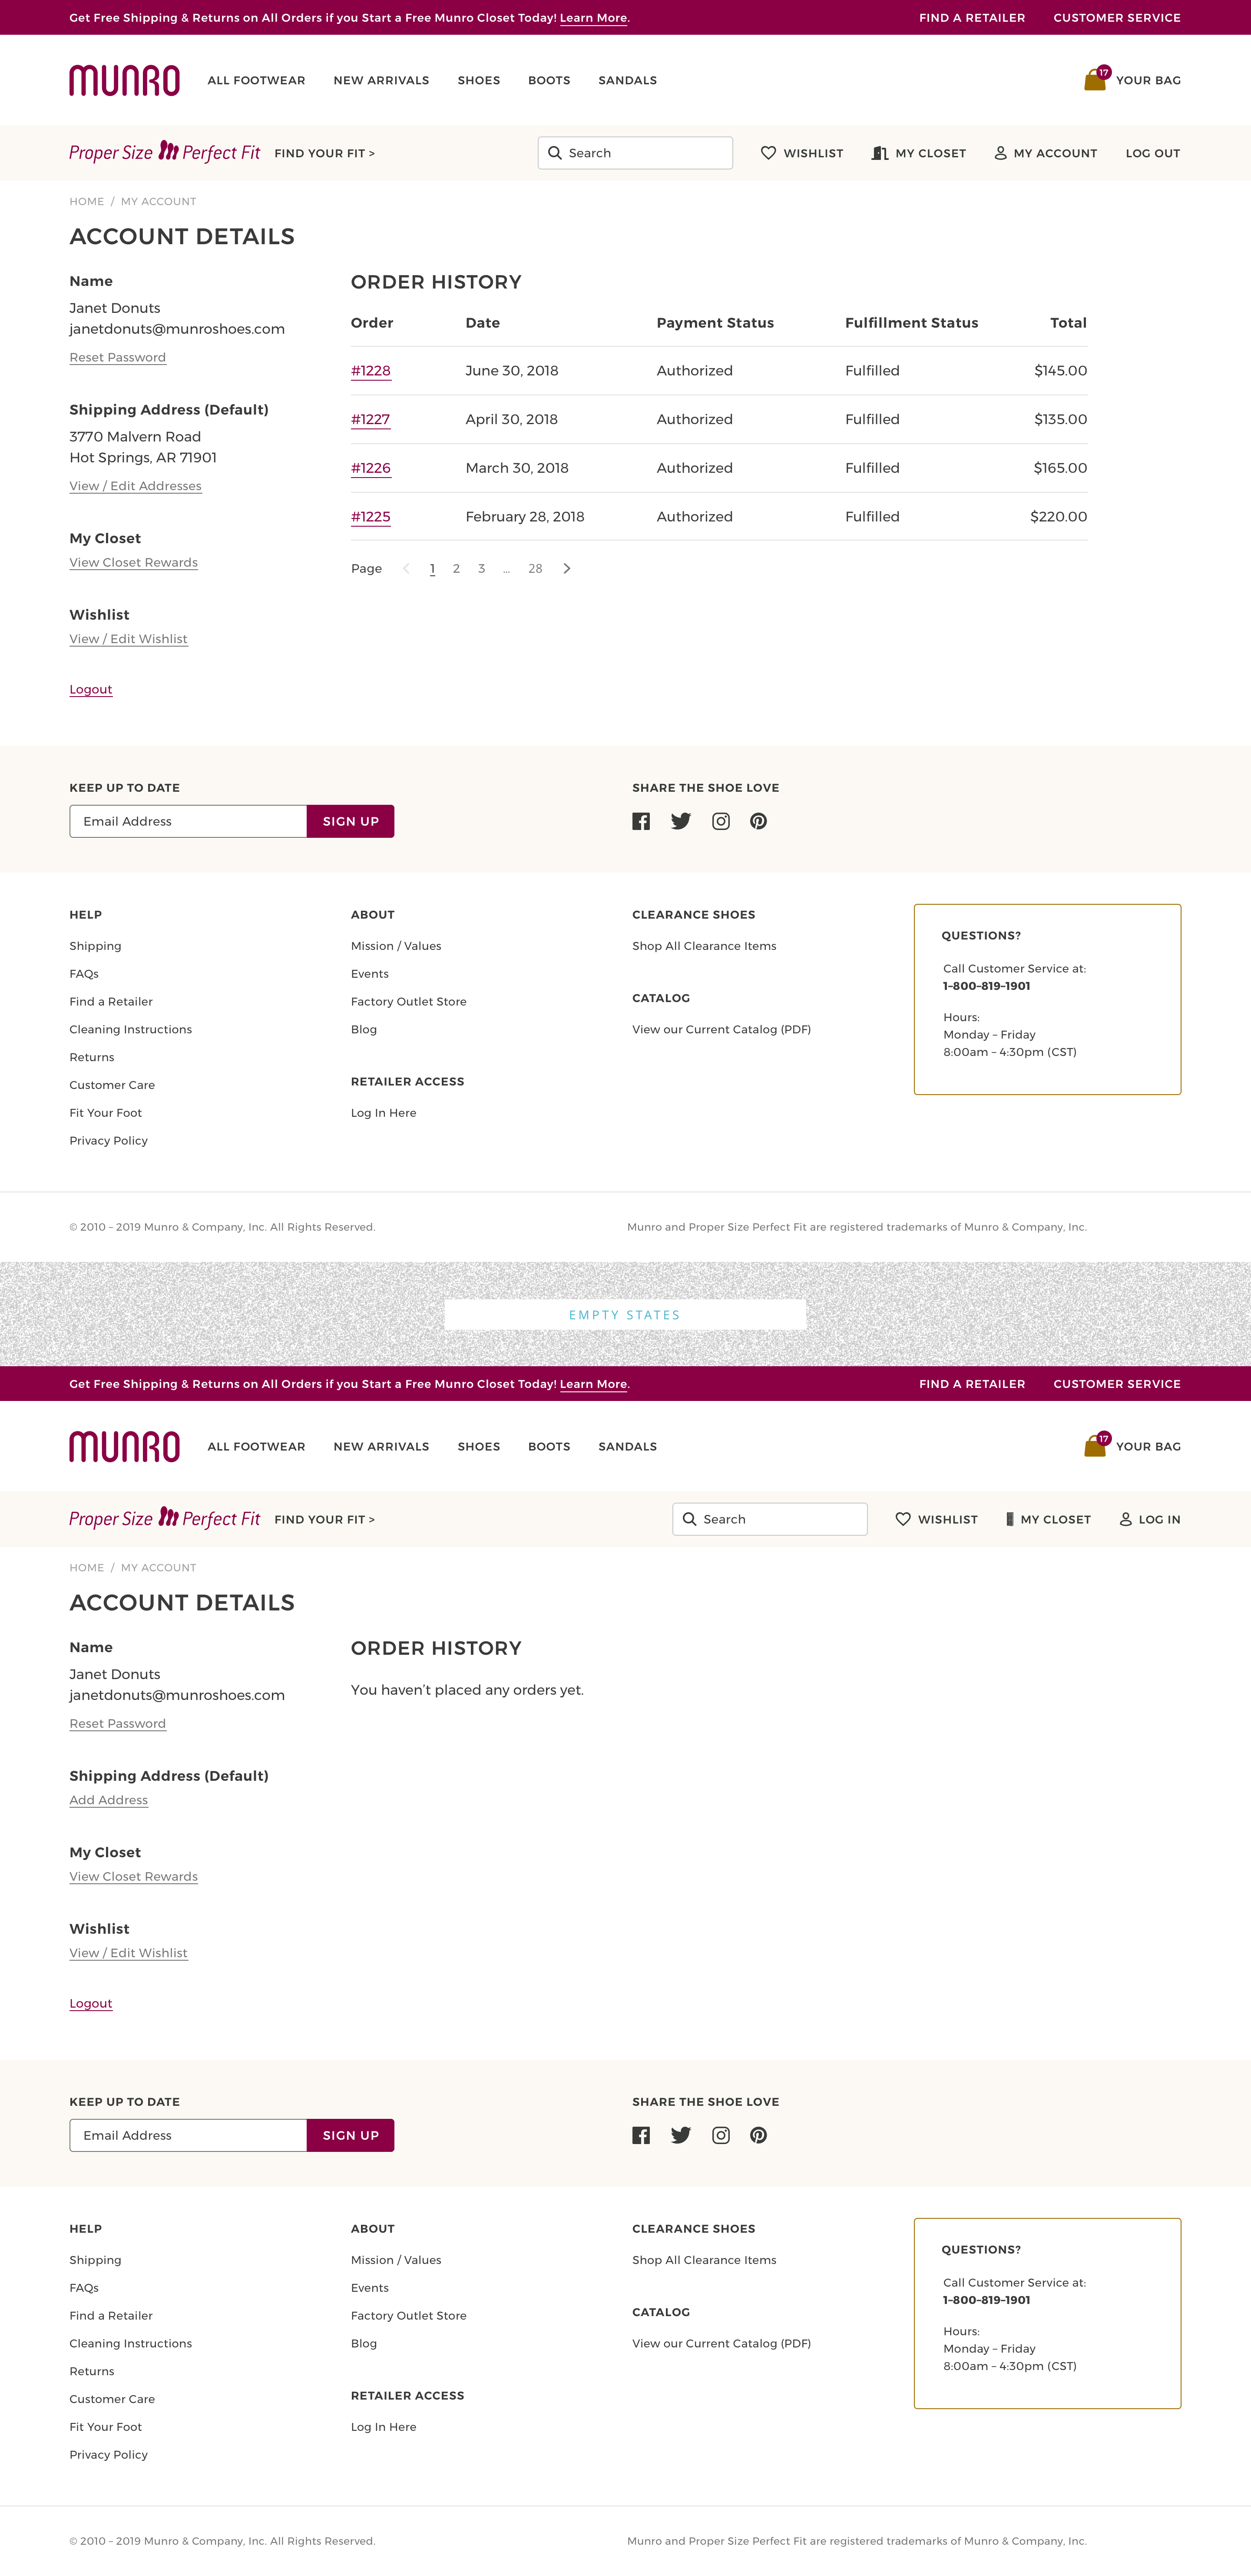 Get Free Shipping & Returns on All Orders if you Start a Free Munro Closet Today! Learn More. FIND A RETAILER CUSTOMER SERVICE
MUNRO ALL FOOTWEAR NEW ARRIVALS SHOES BOOTS SANDALS 17 YOUR BAG
Proper Size Perfect Fit FIND YOUR FIT > Search WISHLIST MY CLOSET MY ACCOUNT LOG OUT
HOME / MY ACCOUNT
ACCOUNT DETAILS
Name
Janet Donuts
janetdonuts@munroshoes.com
Reset Password
Shipping Address (Default)
3770 Malvern Road
Hot Springs, AR 71901
View / Edit Addresses
My Closet
View Closet Rewards
Wishlist
View / Edit Wishlist
Logout
ORDER HISTORY
Order Date Payment Status Fulfillment Status Total
#1228 June 30, 2018 Authorized Fulfilled $145.00
#1227 April 30, 2018 Authorized Fulfilled $135.00
#1226 March 30, 2018 Authorized Fulfilled $165.00
#1225 February 28, 2018 Authorized Fulfilled $220.00
Page 1 2 3 ... 28
KEEP UP TO DATE
Email Address SIGN UP
SHARE THE SHOE LOVE
HELP
Shipping
FAQs
Find a Retailer
Cleaning Instructions
Returns
Customer Care
Fit Your Foot
Privacy Policy
ABOUT
Mission / Values
Events
Factory Outlet Store
Blog
RETAILER ACCESS
Log In Here
CLEARANCE SHOES
Shop All Clearance Items
CATALOG
View our Current Catalog (PDF)
QUESTIONS?
Call Customer Service at:
1-800-819-1901
Hours:
Monday – Friday
8:00am – 4:30pm (CST)
© 2010 – 2019 Munro & Company, Inc. All Rights Reserved. Munro and Proper Size Perfect Fit are registered trademarks of Munro & Company, Inc.
EMPTY STATES
Get Free Shipping & Returns on All Orders if you Start a Free Munro Closet Today! Learn More. FIND A RETAILER CUSTOMER SERVICE
MUNRO ALL FOOTWEAR NEW ARRIVALS SHOES BOOTS SANDALS 17 YOUR BAG
Proper Size Perfect Fit FIND YOUR FIT > Search WISHLIST MY CLOSET LOG IN
HOME / MY ACCOUNT
ACCOUNT DETAILS
Name
Janet Donuts
janetdonuts@munroshoes.com
Reset Password
Shipping Address (Default)
Add Address
My Closet
View Closet Rewards
Wishlist
View / Edit Wishlist
Logout
ORDER HISTORY
You haven’t placed any orders yet.
KEEP UP TO DATE
Email Address SIGN UP
SHARE THE SHOE LOVE
HELP
Shipping
FAQs
Find a Retailer
Cleaning Instructions
Returns
Customer Care
Fit Your Foot
Privacy Policy
ABOUT
Mission / Values
Events
Factory Outlet Store
Blog
RETAILER ACCESS
Log In Here
CLEARANCE SHOES
Shop All Clearance Items
CATALOG
View our Current Catalog (PDF)
QUESTIONS?
Call Customer Service at:
1-800-819-1901
Hours:
Monday – Friday
8:00am – 4:30pm (CST)
© 2010 – 2019 Munro & Company, Inc. All Rights Reserved. Munro and Proper Size Perfect Fit are registered trademarks of Munro & Company, Inc.